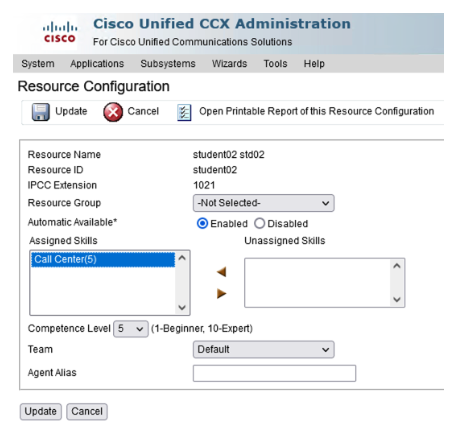 cisco
Cisco Unified CCX Administration
For Cisco Unified Communications Solutions
System Applications Subsystems Wizards Tools Help
Resource Configuration
Update Cancel Open Printable Report of this Resource Configuration
Resource Name student02 std02
Resource ID student02
IPCC Extension 1021
Resource Group -Not Selected-
Automatic Available* Enabled Disabled
Assigned Skills Unassigned Skills
Call Center(5)
Competence Level 5 (1-Beginner, 10-Expert)
Team Default
Agent Alias
Update Cancel